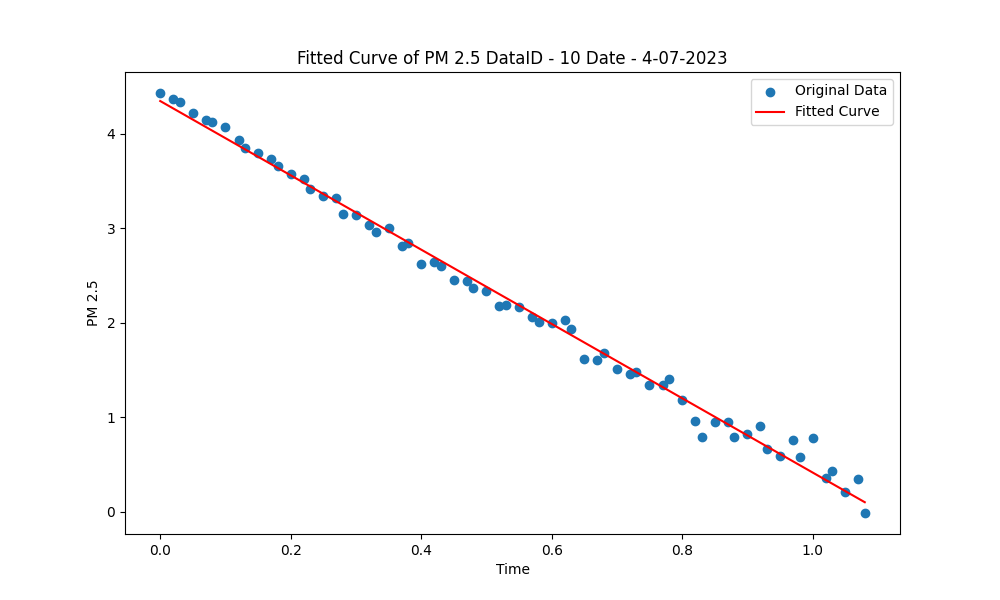 Fitted Curve of PM 2.5 DataID - 10 Date - 4-07-2023
Original Data
Fitted Curve
4
3
2
1
0
PM 2.5
0.0 0.2 0.4 0.6 0.8 1.0
Time